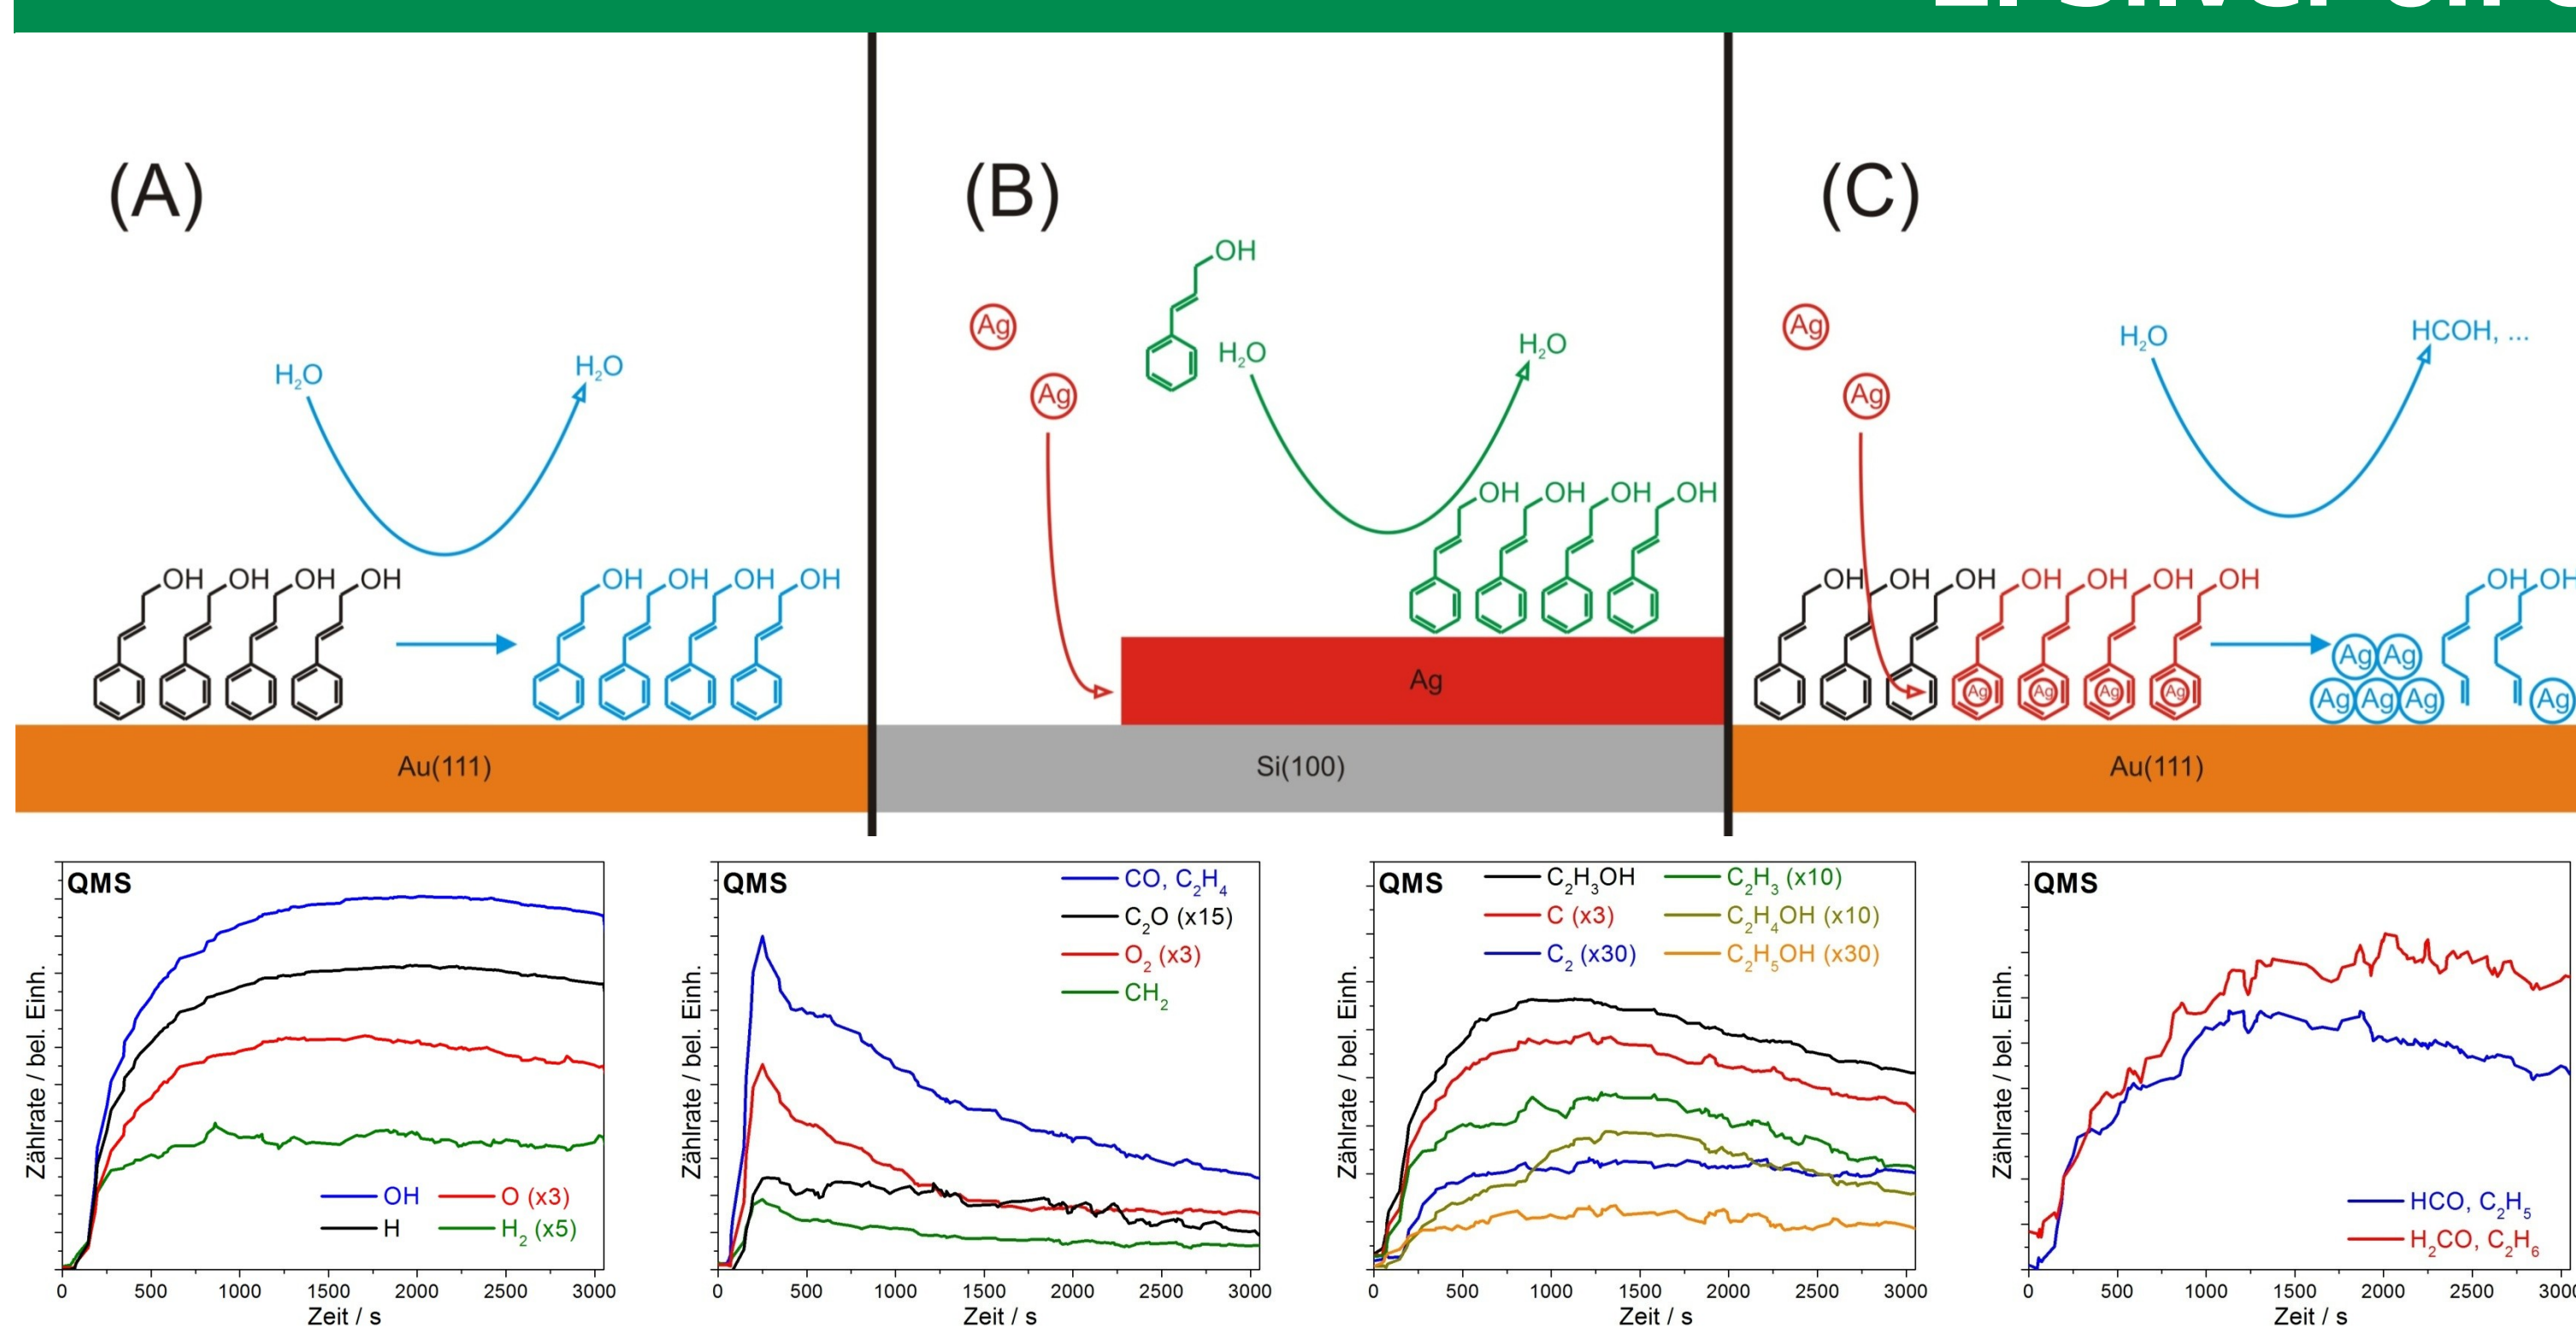 (A)
(B)
(C)
OH
Ag
H₂O
H₂O
H₂O
H₂O
H₂O
HCOH, ...
Ag
Ag
Ag
OH OH OH OH
OH OH OH OH
OH OH OH OH
OH OH OH OH OH OH OH
OH OH
Ag Ag
Ag Ag Ag Ag
Ag Ag Ag Ag
Ag
Au(111)
Si(100)
Au(111)
QMS
Zählrate / bel. Einh.
OH
O (x3)
H
H₂ (x5)
0 500 1000 1500 2000 2500 3000
Zeit / s
QMS
Zählrate / bel. Einh.
CO, C₂H₄
C₂O (x15)
O₂ (x3)
CH₂
0 500 1000 1500 2000 2500 3000
Zeit / s
QMS
Zählrate / bel. Einh.
C₂H₃OH
C₂H₃ (x10)
C (x3)
C₂H₄OH (x10)
C₂ (x30)
C₂H₅OH (x30)
0 500 1000 1500 2000 2500 3000
Zeit / s
QMS
Zählrate / bel. Einh.
HCO, C₂H₅
H₂CO, C₂H₆
0 500 1000 1500 2000 2500
Zeit / s